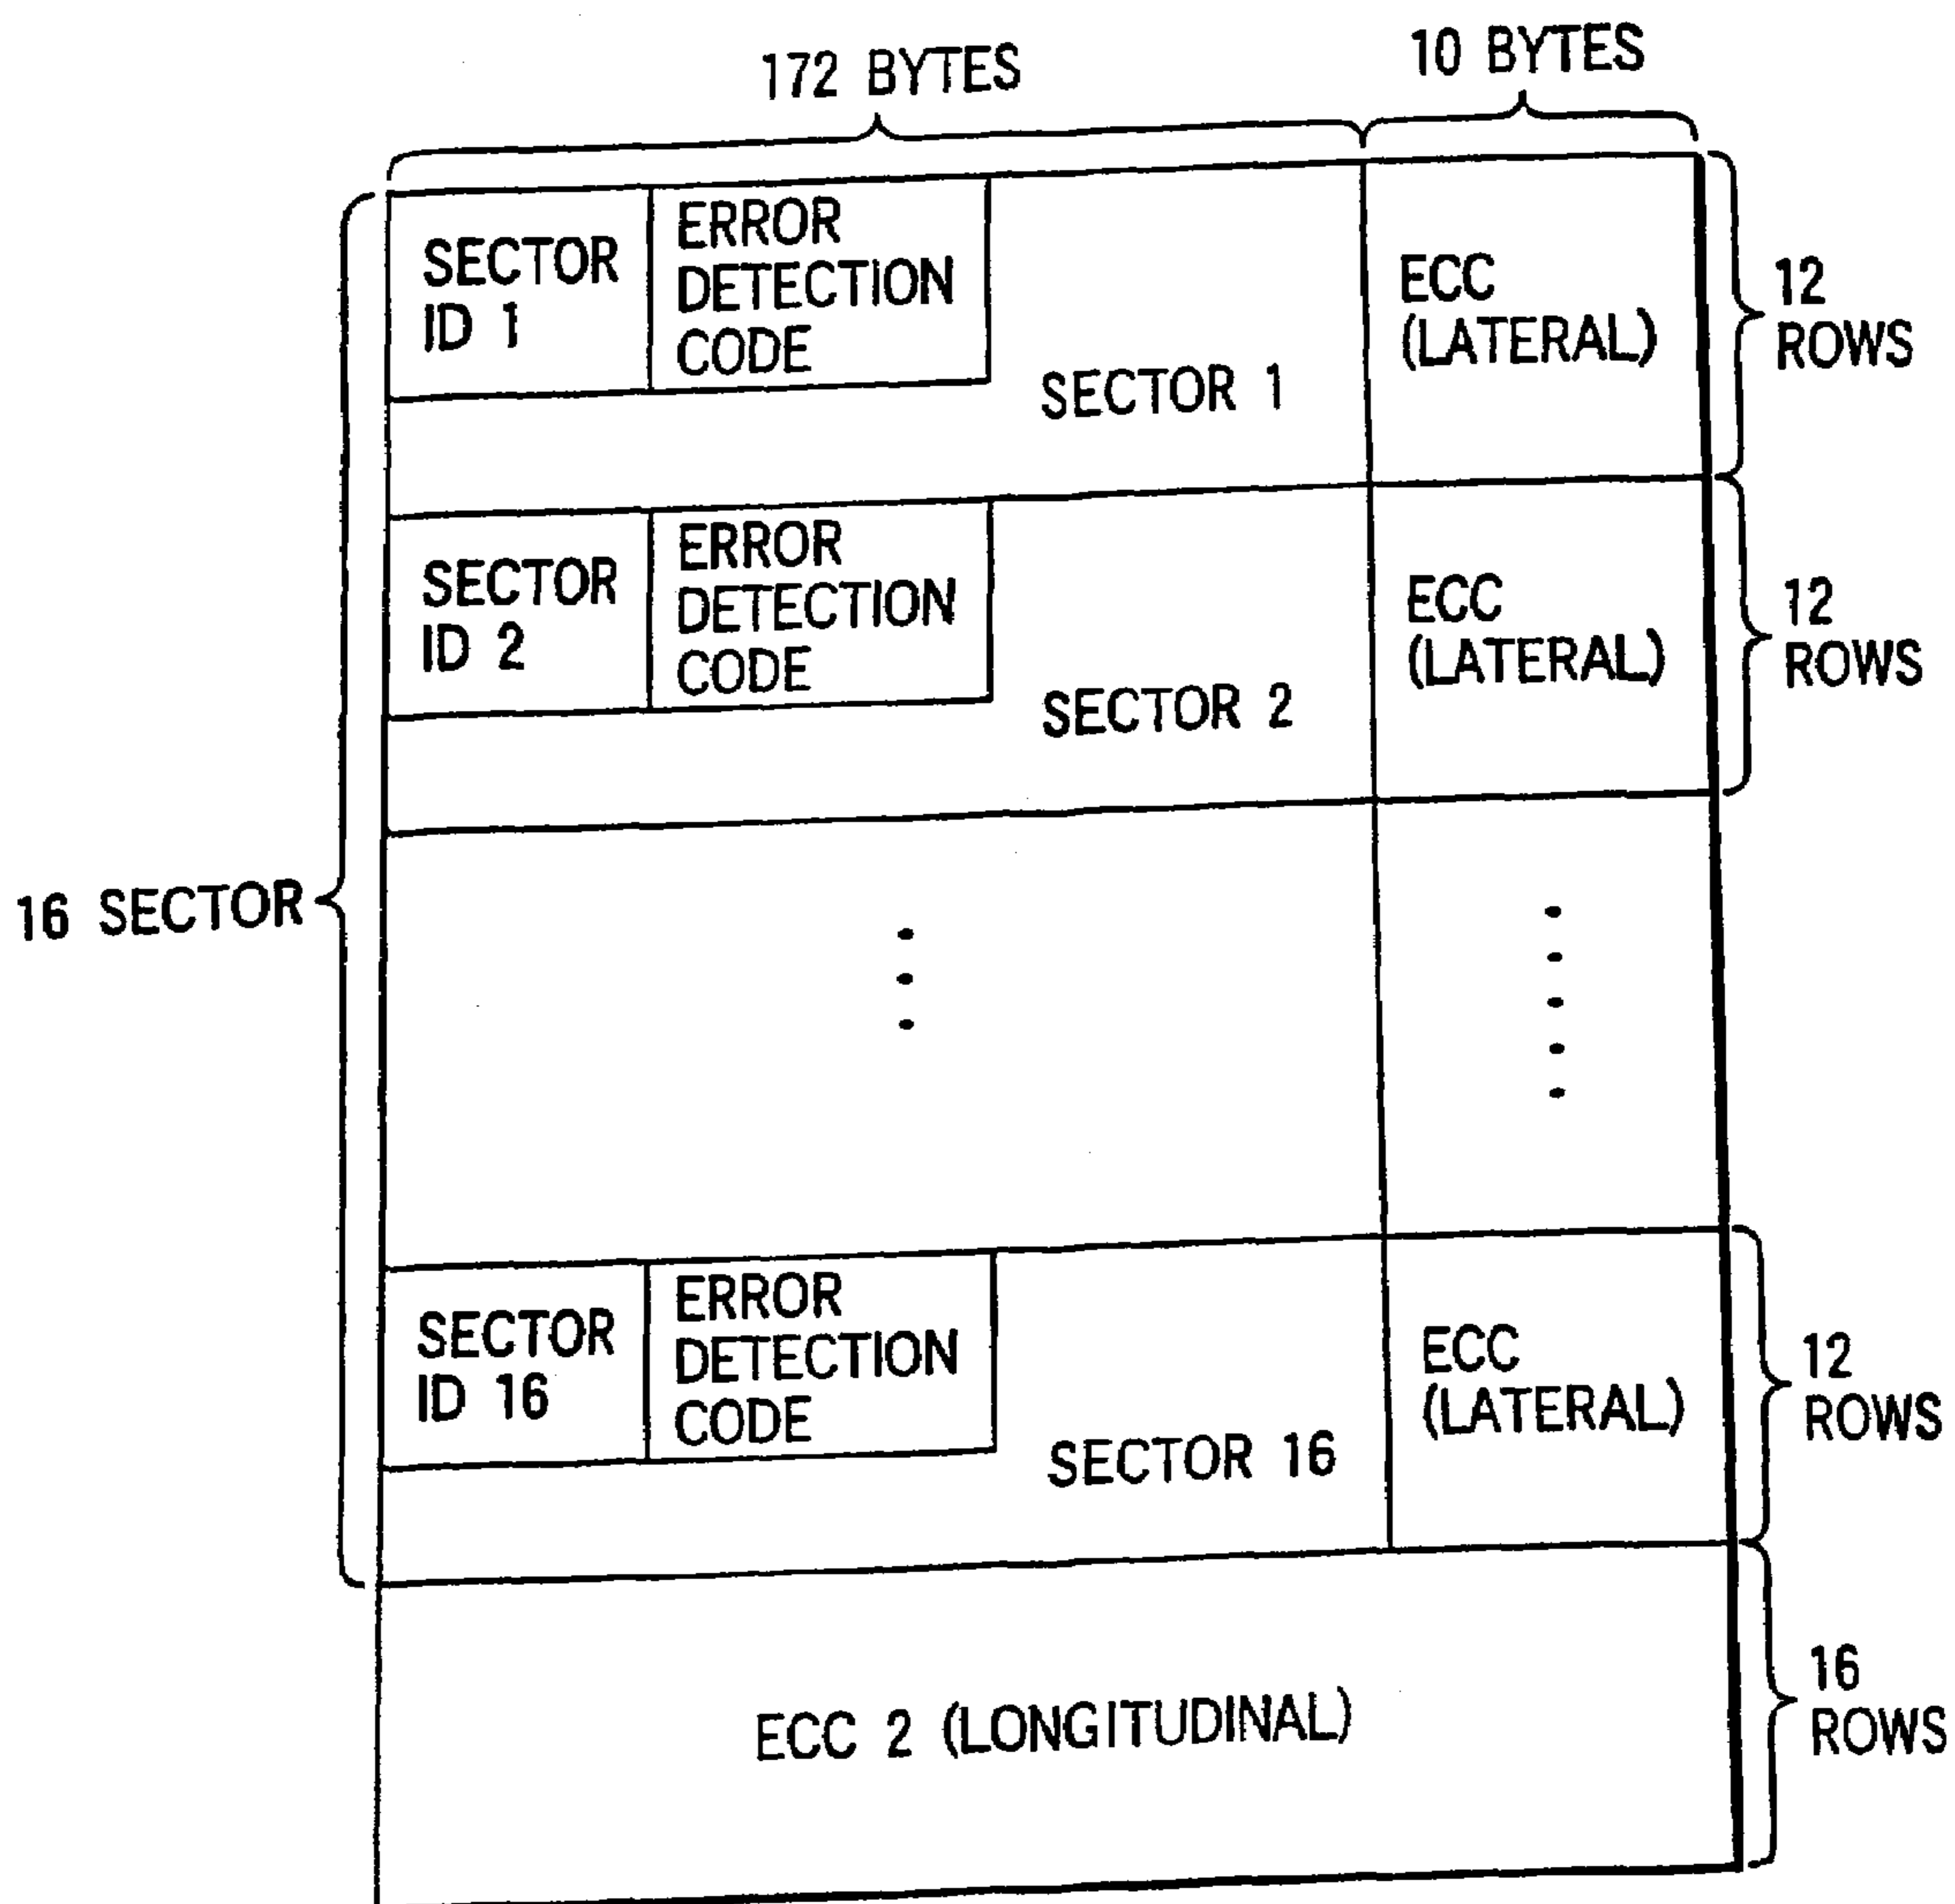 172 BYTES
10 BYTES
SECTOR
ID 1
ERROR
DETECTION
CODE
SECTOR 1
ECC
(LATERAL)
12
ROWS
SECTOR
ID 2
ERROR
DETECTION
CODE
SECTOR 2
ECC
(LATERAL)
12
ROWS
16 SECTOR
SECTOR
ID 16
ERROR
DETECTION
CODE
SECTOR 16
ECC
(LATERAL)
12
ROWS
ECC 2 (LONGITUDINAL)
16
ROWS